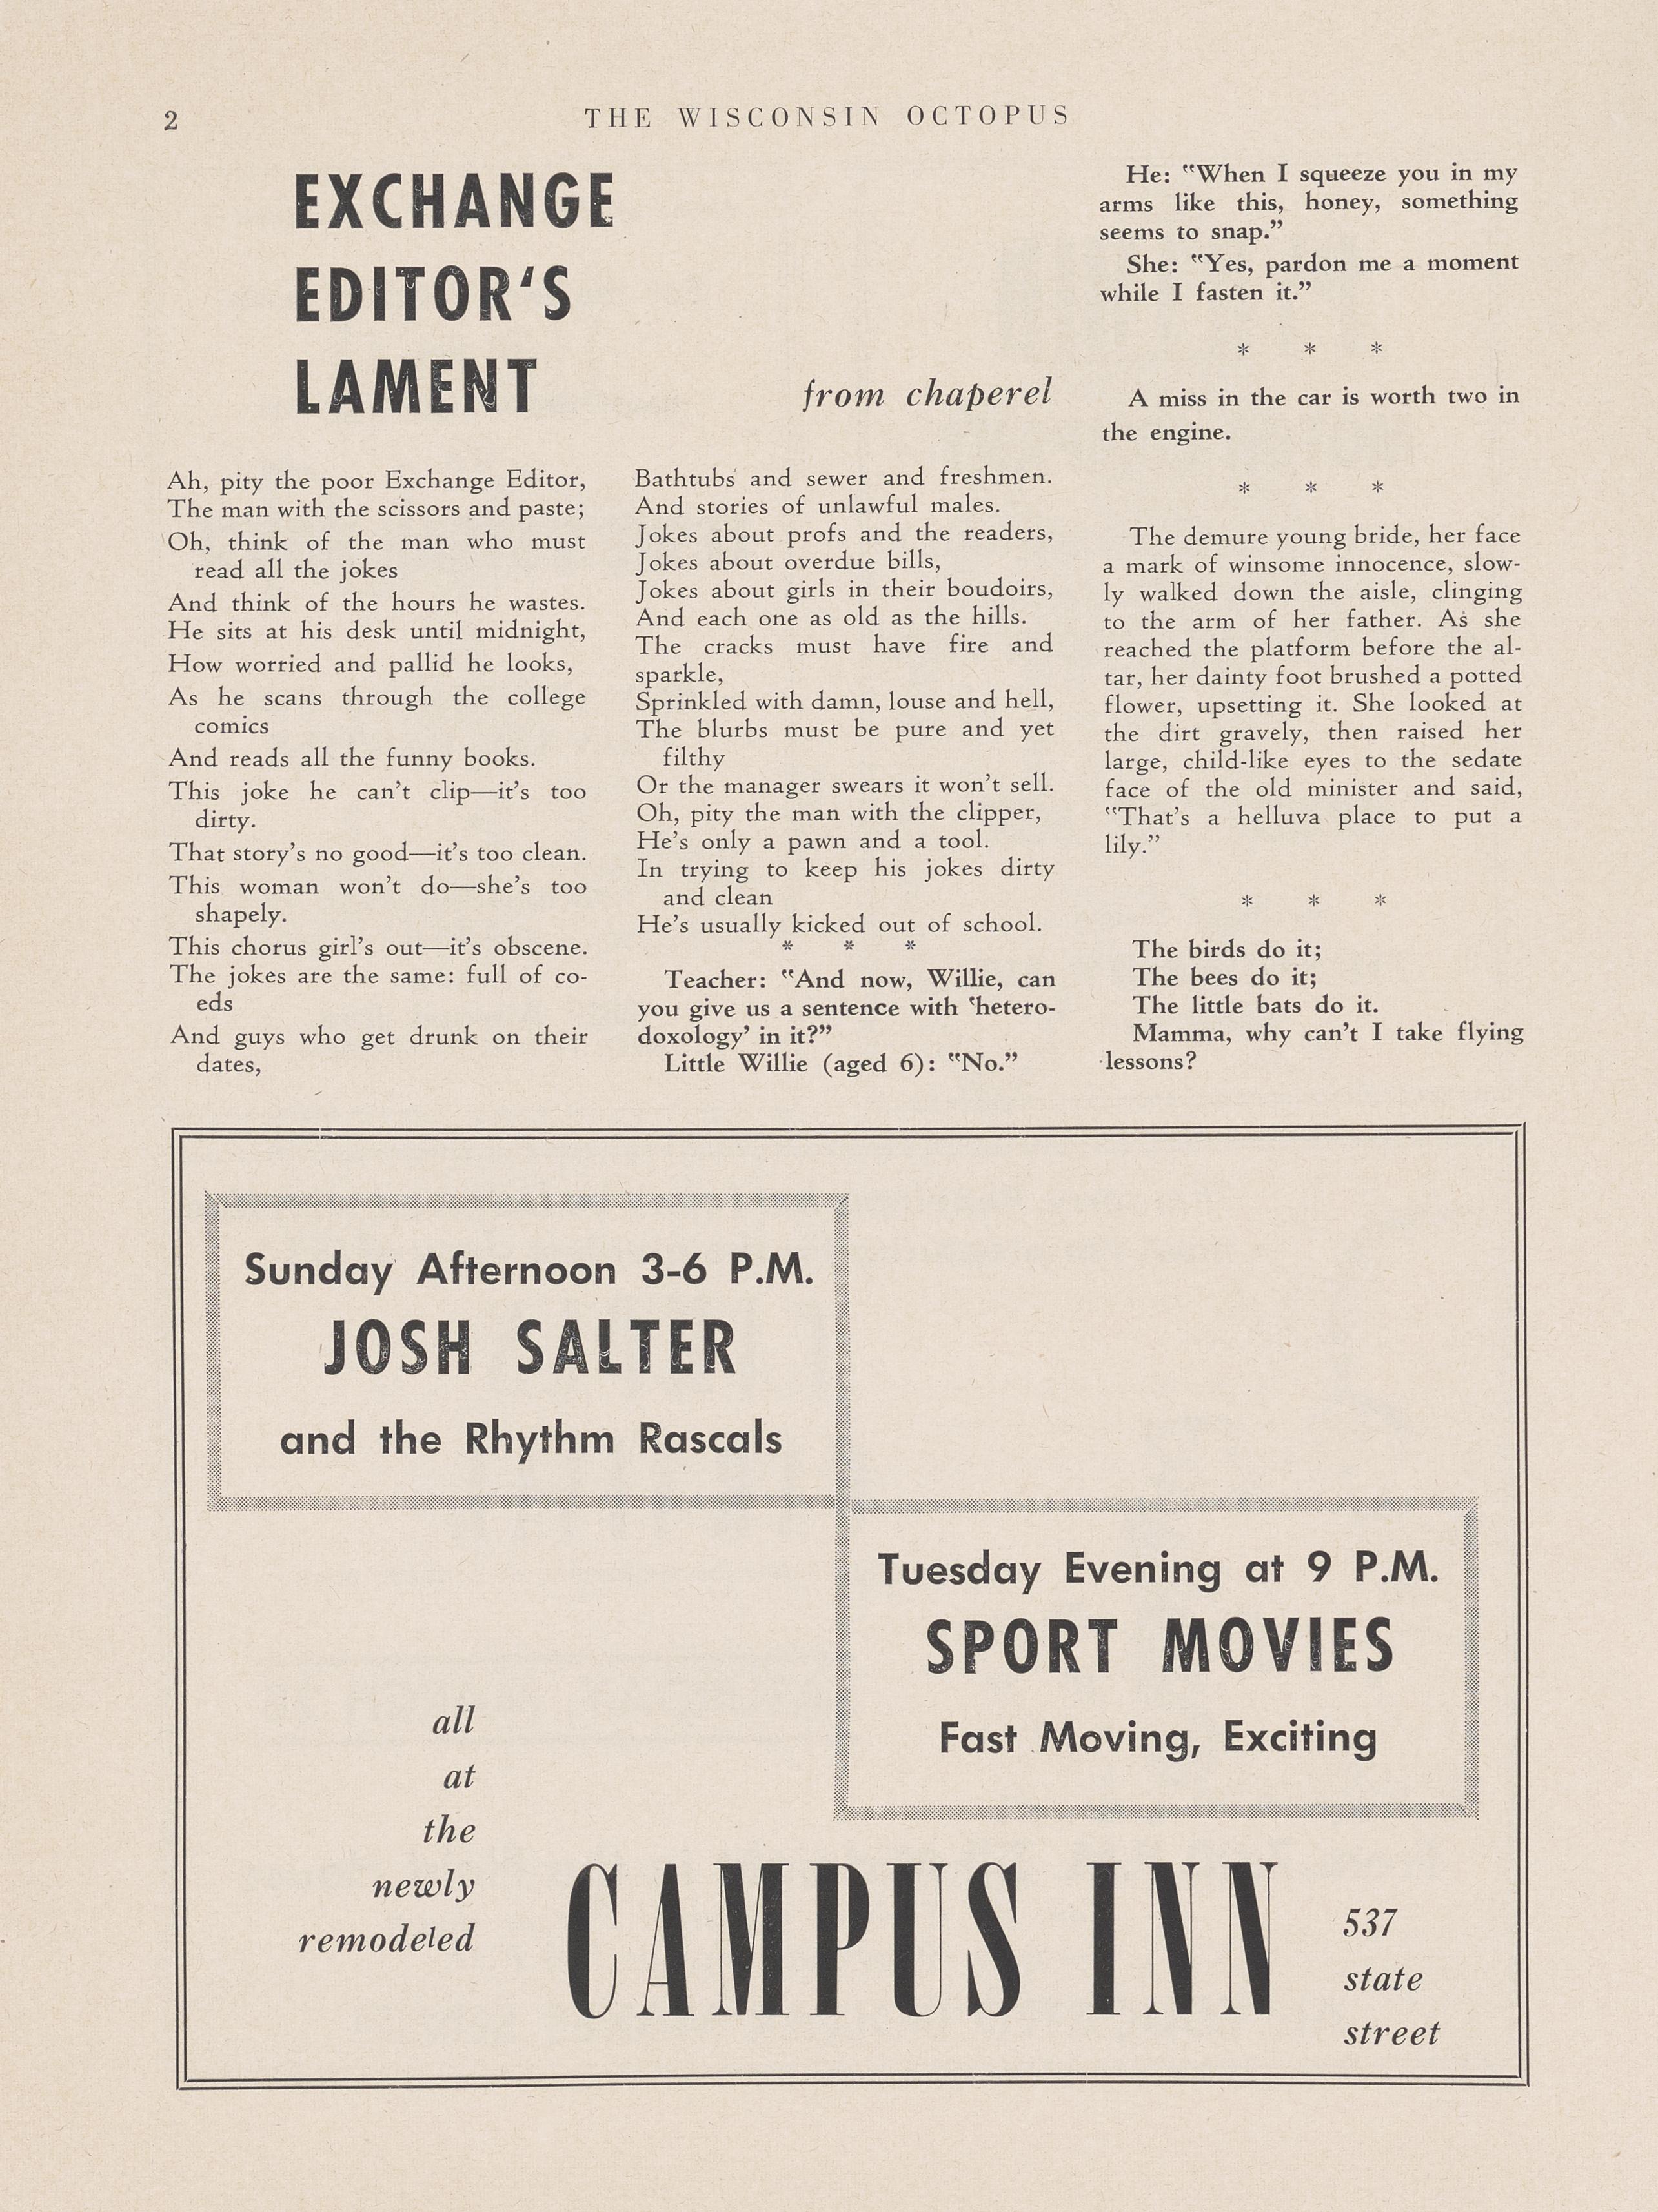 2
THE WISCONSIN OCTOPUS
EXCHANGE
EDITOR'S
LAMENT
from chaperel
Ah, pity the poor Exchange Editor,
The man with the scissors and paste;
Oh, think of the man who must
read all the jokes
And think of the hours he wastes.
He sits at his desk until midnight,
How worried and pallid he looks,
As he scans through the college
comics
And reads all the funny books.
This joke he can't clip—it's too
dirty.
That story's no good—it's too clean.
This woman won't do—she's too
shapely.
This chorus girl's out—it's obscene.
The jokes are the same: full of co-
eds
And guys who get drunk on their
dates,
Bathtubs and sewer and freshmen.
And stories of unlawful males.
Jokes about profs and the readers,
Jokes about overdue bills,
Jokes about girls in their boudoirs,
And each one as old as the hills.
The cracks must have fire and
sparkle,
Sprinkled with damn, louse and hell,
The blurbs must be pure and yet
filthy
Or the manager swears it won't sell.
Oh, pity the man with the clipper,
He's only a pawn and a tool.
In trying to keep his jokes dirty
and clean
He's usually kicked out of school.
* * *
Teacher: "And now, Willie, can
you give us a sentence with 'hetero-
doxology' in it?"
Little Willie (aged 6): "No."
He: "When I squeeze you in my
arms like this, honey, something
seems to snap."
She: "Yes, pardon me a moment
while I fasten it."
* * *
A miss in the car is worth two in
the engine.
* * *
The demure young bride, her face
a mark of winsome innocence, slow-
ly walked down the aisle, clinging
to the arm of her father. As she
reached the platform before the al-
tar, her dainty foot brushed a potted
flower, upsetting it. She looked at
the dirt gravely, then raised her
large, child-like eyes to the sedate
face of the old minister and said,
"That's a helluva place to put a
lily."
* * *
The birds do it;
The bees do it;
The little bats do it.
Mamma, why can't I take flying
lessons?
Sunday Afternoon 3-6 P.M.
JOSH SALTER
and the Rhythm Rascals
Tuesday Evening at 9 P.M.
SPORT MOVIES
Fast Moving, Exciting
all
at
the
newly
remodeled
CAMPUS INN
537
state
street